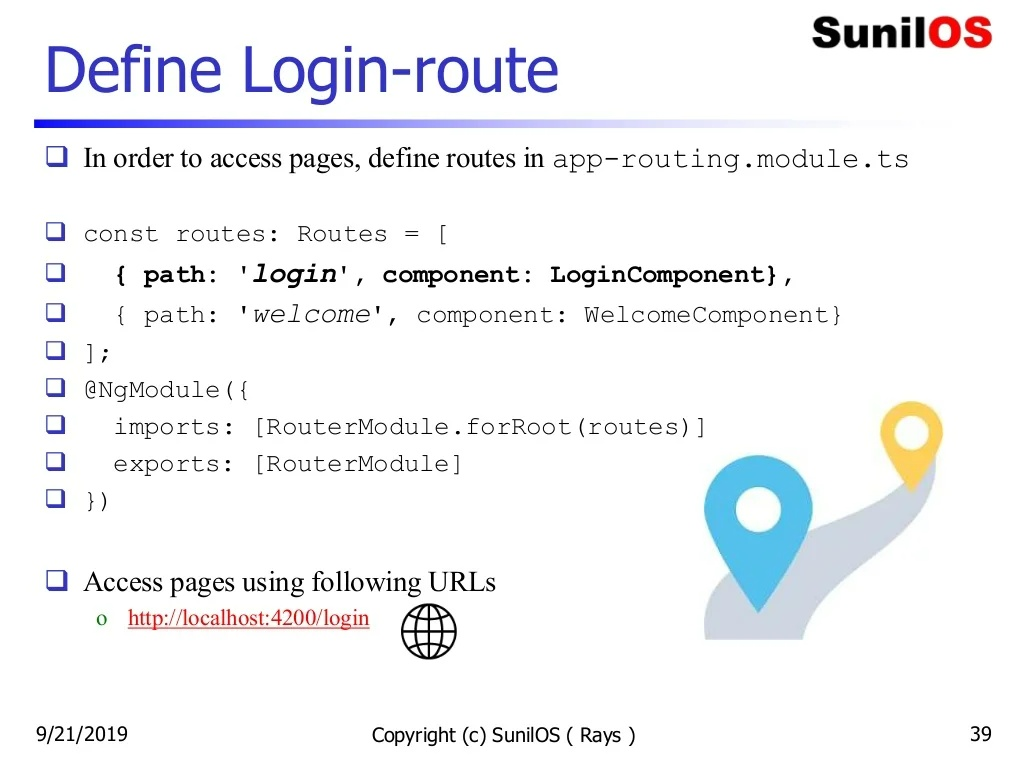 SunilOS
Define Login-route
❑ In order to access pages, define routes in app-routing.module.ts
❑ const routes: Routes = [
❑ { path: 'login', component: LoginComponent},
❑ { path: 'welcome', component: WelcomeComponent}
❑ ];
❑ @NgModule({
❑ imports: [RouterModule.forRoot(routes)]
❑ exports: [RouterModule]
❑ })
❑ Access pages using following URLs
o http://localhost:4200/login
9/21/2019 Copyright (c) SunilOS ( Rays ) 39